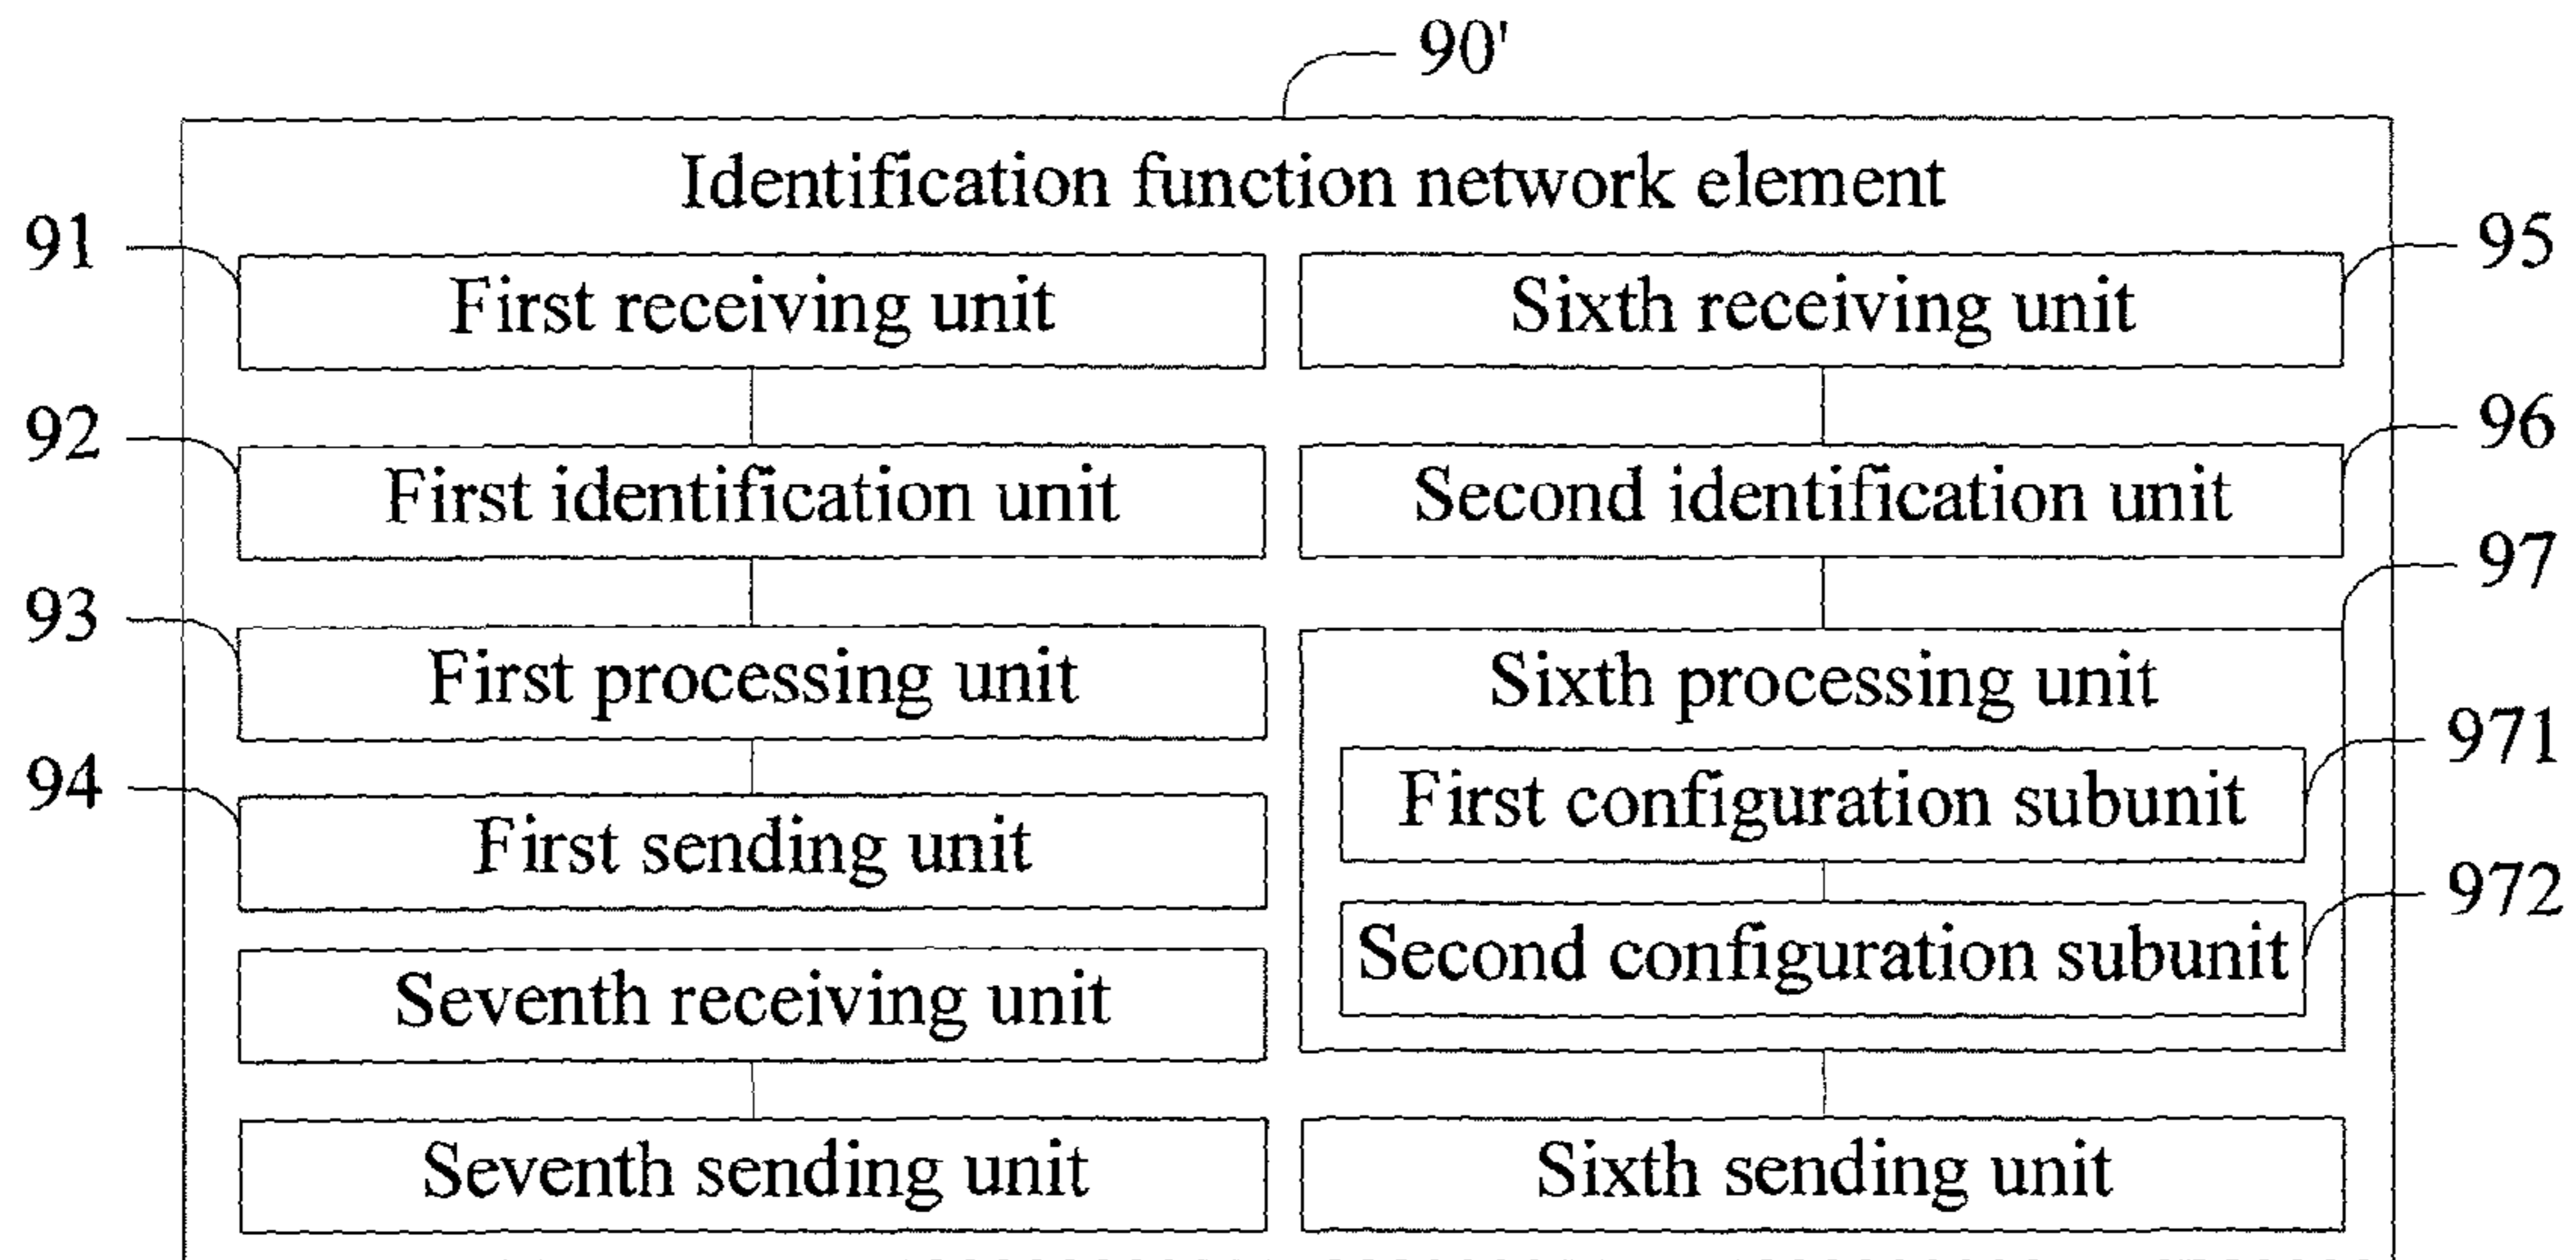 90'
Identification function network element
91
First receiving unit
Sixth receiving unit
95
92
First identification unit
Second identification unit
96
97
93
First processing unit
Sixth processing unit
971
First configuration subunit
94
First sending unit
972
Second configuration subunit
Seventh receiving unit
Seventh sending unit
Sixth sending unit